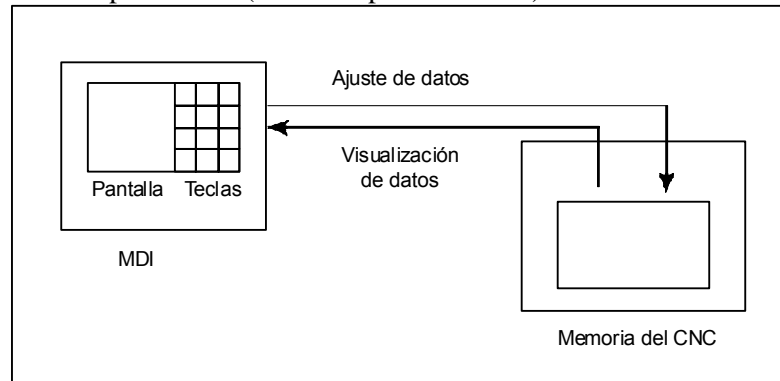 Ajuste de datos
Visualización
de datos
Pantalla Teclas
MDI
Memoria del CNC